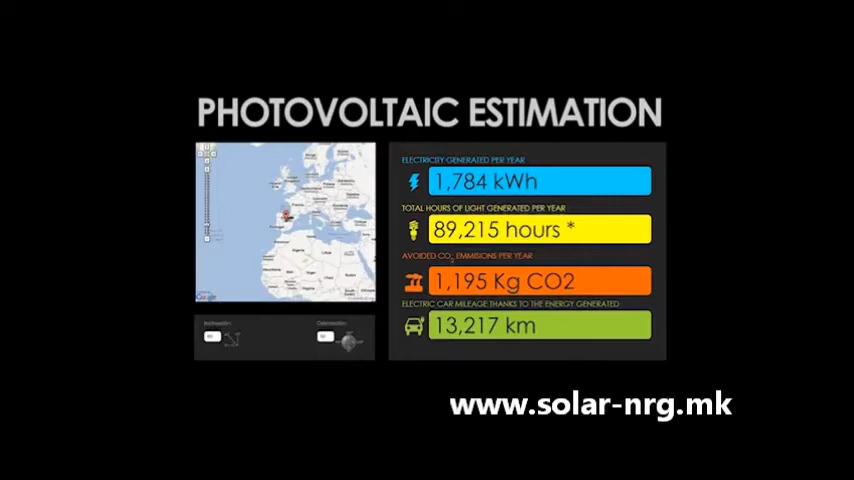 PHOTOVOLTAIC ESTIMATION
ELECTRICITY GENERATED PER YEAR
1,784 kWh
TOTAL HOURS OF LIGHT GENERATED PER YEAR
89,215 hours *
AVOIDED CO2 EMMISIONS PER YEAR
1,195 Kg CO2
ELECTRIC CAR MILEAGE THANKS TO THE ENERGY GENERATED
13,217 km
www.solar-nrg.mk